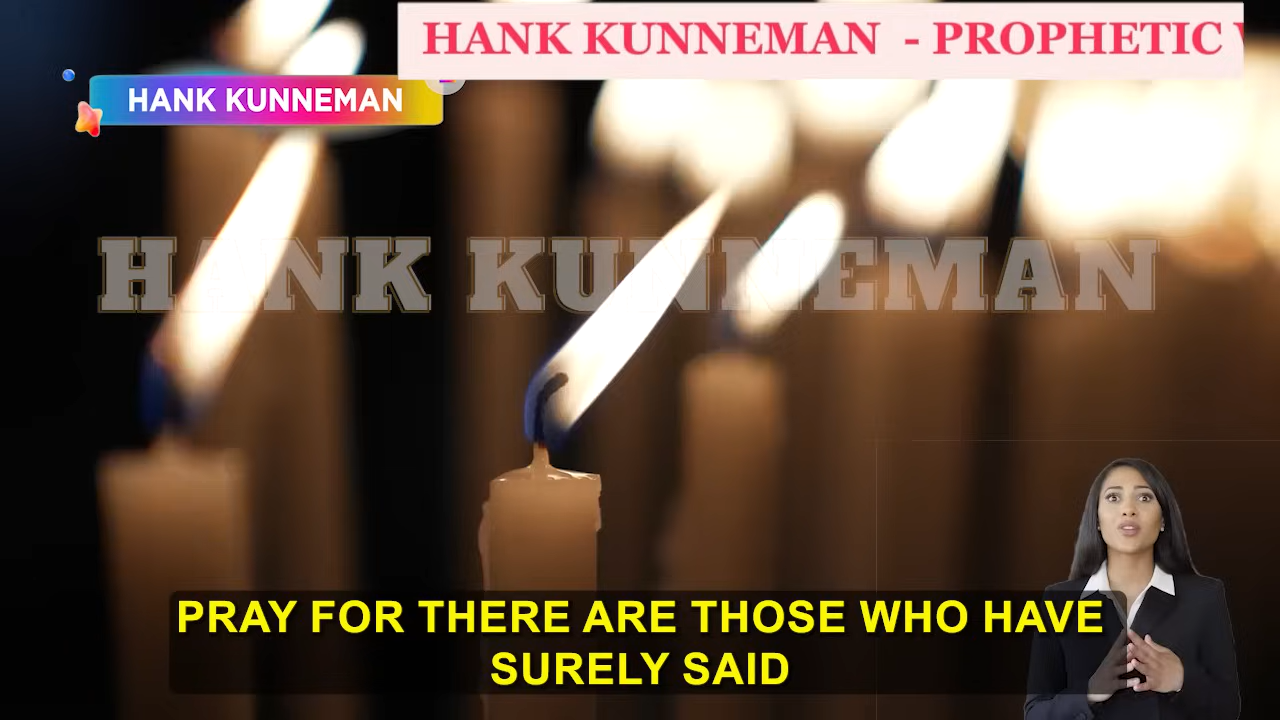 HANK KUNNEMAN - PROPHETIC
HANK KUNNEMAN
HANK KUNNEMAN
PRAY FOR THERE ARE THOSE WHO HAVE
SURELY SAID